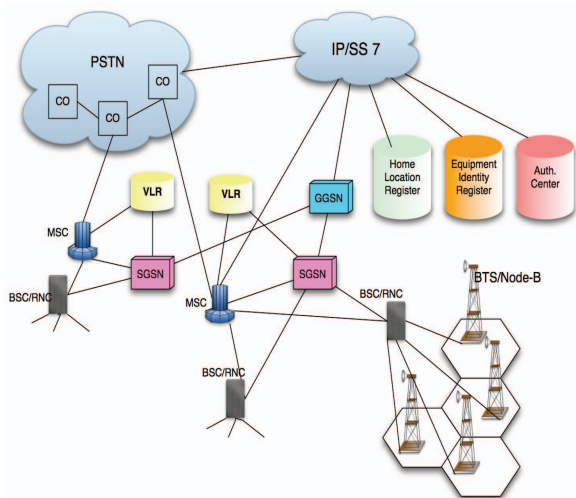 PSTN
IP/SS 7
CO
CO
CO
VLR
VLR
GGSN
Home
Location
Register
Equipment
Identity
Register
Auth.
Center
MSC
SGSN
SGSN
BSC/RNC
MSC
BSC/RNC
BTS/Node-B
BSC/RNC